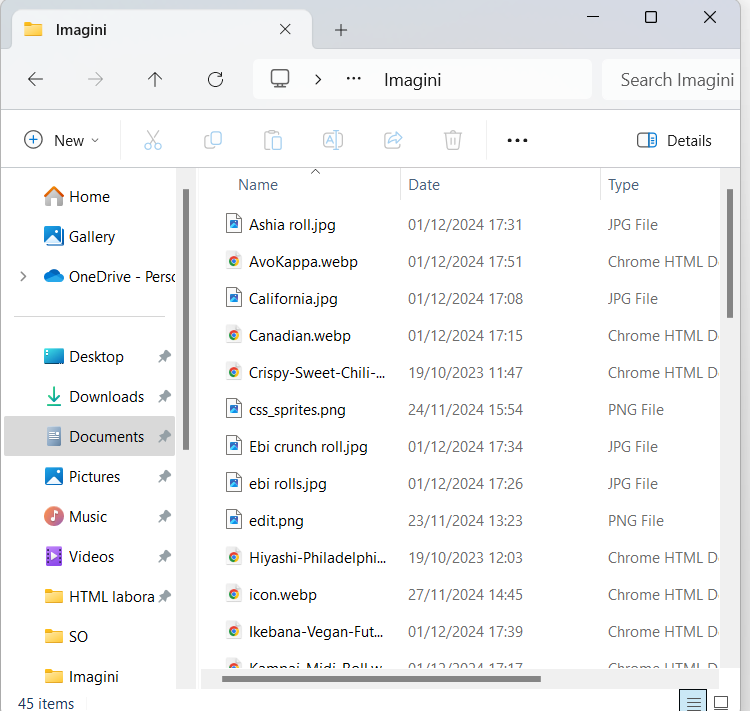 Imagini
Imagini
Search Imagini
New
Details
Home
Gallery
OneDrive - Perso
Desktop
Downloads
Documents
Pictures
Music
Videos
HTML labora
SO
Imagini
Name Date Type
Ashia roll.jpg 01/12/2024 17:31 JPG File
AvoKappa.webp 01/12/2024 17:51 Chrome HTML D
California.jpg 01/12/2024 17:08 JPG File
Canadian.webp 01/12/2024 17:15 Chrome HTML D
Crispy-Sweet-Chili-... 19/10/2023 11:47 Chrome HTML D
css_sprites.png 24/11/2024 15:54 PNG File
Ebi crunch roll.jpg 01/12/2024 17:34 JPG File
ebi rolls.jpg 01/12/2024 17:26 JPG File
edit.png 23/11/2024 13:23 PNG File
Hiyashi-Philadelphi... 19/10/2023 12:03 Chrome HTML D
icon.webp 27/11/2024 14:45 Chrome HTML D
Ikebana-Vegan-Fut... 01/12/2024 17:39 Chrome HTML D
Kampai-Midi-Roll.w 01/12/2024 17:17 Chrome HTML D
45 items